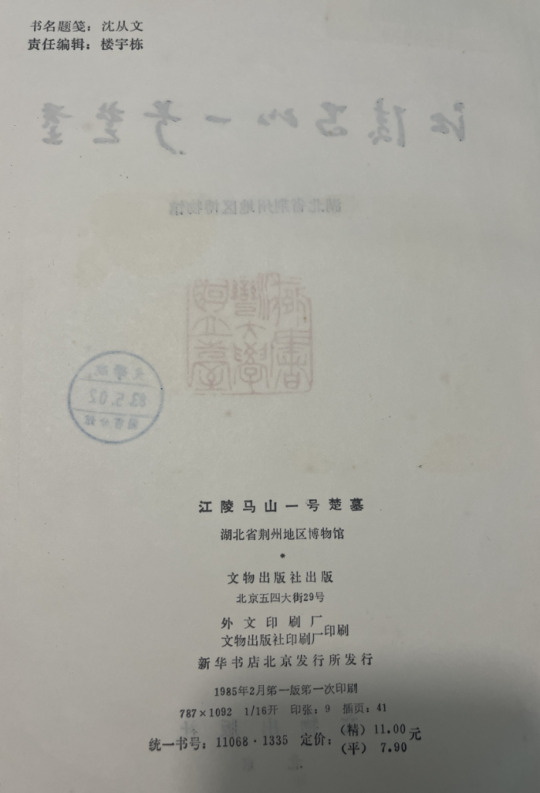 书名题笺：沈从文
责任编辑：楼宇栋
江陵马山一号楚墓
湖北省荆州地区博物馆
江陵马山一号楚墓
湖北省荆州地区博物馆
文物出版社出版
北京五四大街29号
外文印刷厂
文物出版社印刷厂印刷
新华书店北京发行所发行
1985年2月第一版第一次印刷
787×1092 1/16开 印张：9 插页：41
统一书号：11068·1335 定价：(精) 11.00元
(平) 7.90